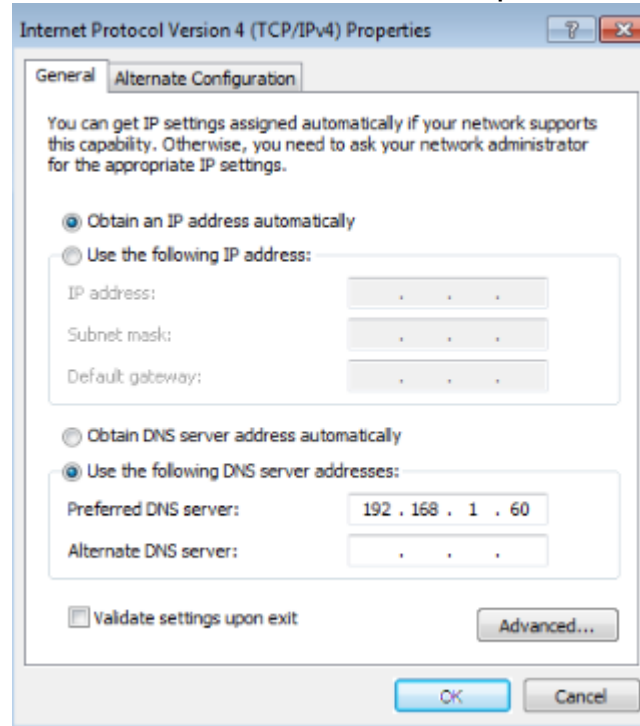 Internet Protocol Version 4 (TCP/IPv4) Properties
General
Alternate Configuration
You can get IP settings assigned automatically if your network supports
this capability. Otherwise, you need to ask your network administrator
for the appropriate IP settings.
Obtain an IP address automatically
Use the following IP address:
IP address:
. . .
Subnet mask:
. . .
Default gateway:
. . .
Obtain DNS server address automatically
Use the following DNS server addresses:
Preferred DNS server:
192 . 168 . 1 . 60
Alternate DNS server:
. . .
Validate settings upon exit
Advanced...
OK
Cancel